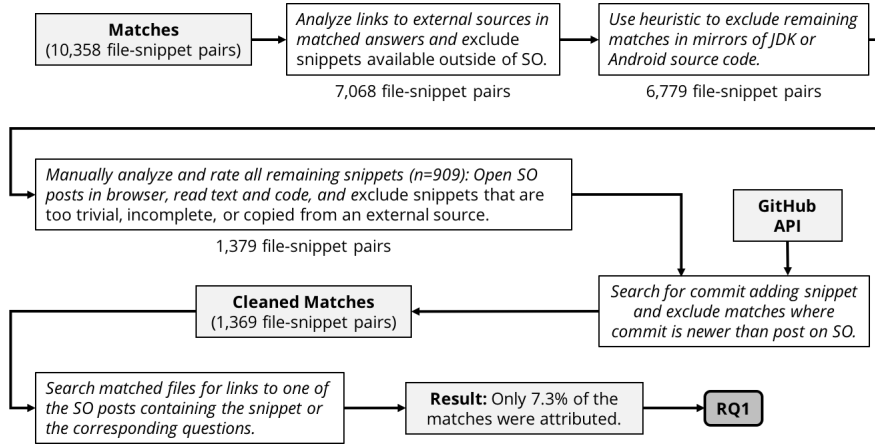 Matches
(10,358 file-snippet pairs)
Analyze links to external sources in
matched answers and exclude
snippets available outside of SO.
7,068 file-snippet pairs
Use heuristic to exclude remaining
matches in mirrors of JDK or
Android source code.
6,779 file-snippet pairs
Manually analyze and rate all remaining snippets (n=909): Open SO
posts in browser, read text and code, and exclude snippets that are
too trivial, incomplete, or copied from an external source.
1,379 file-snippet pairs
GitHub
API
Search for commit adding snippet
and exclude matches where
commit is newer than post on SO.
Cleaned Matches
(1,369 file-snippet pairs)
Search matched files for links to one of
the SO posts containing the snippet or
the corresponding questions.
Result: Only 7.3% of the
matches were attributed.
RQ1